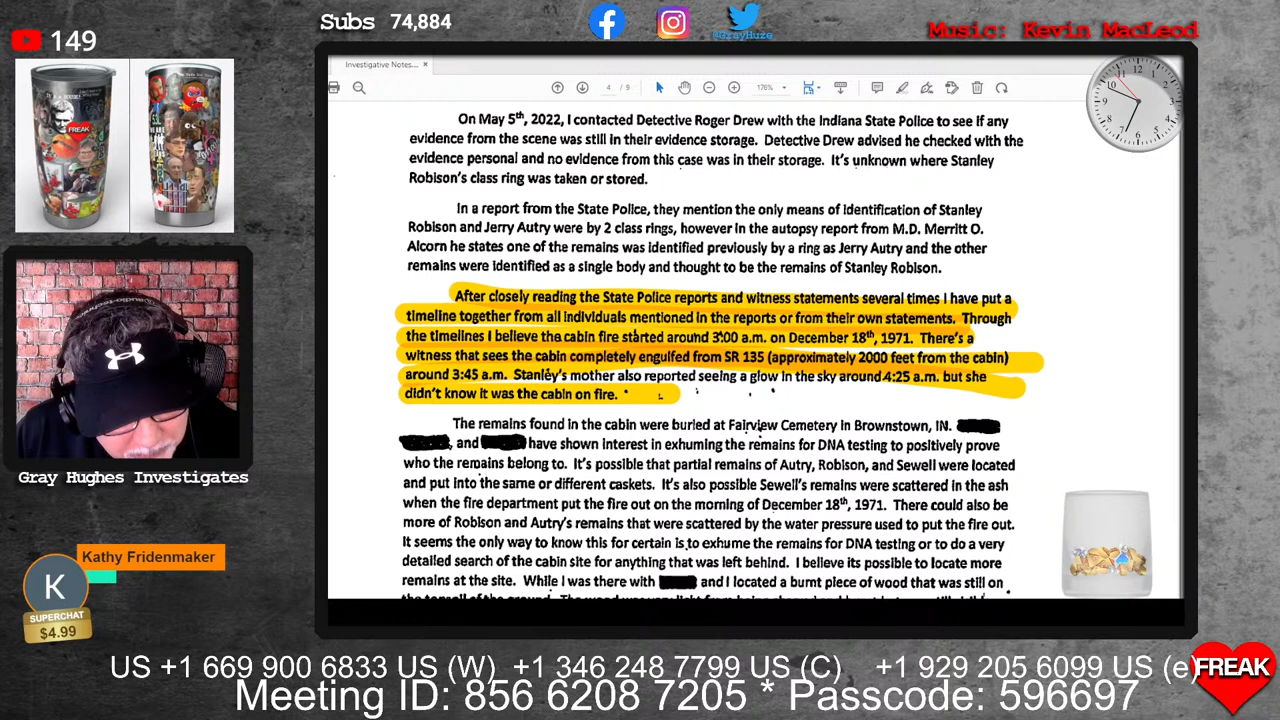 149
Subs 74,884
@GrayHuze
Music: Kevin MacLeod
Investigative Notes...
4 / 9
176%
On May 5th, 2022, I contacted Detective Roger Drew with the Indiana State Police to see if any
evidence from the scene was still in their evidence storage. Detective Drew advised he checked with the
evidence personal and no evidence from this case was in their storage. It's unknown where Stanley
Robison's class ring was taken or stored.
In a report from the State Police, they mention the only means of identification of Stanley
Robison and Jerry Autry were by 2 class rings, however in the autopsy report from M.D. Merritt O.
Alcorn he states one of the remains was identified previously by a ring as Jerry Autry and the other
remains were identified as a single body and thought to be the remains of Stanley Robison.
After closely reading the State Police reports and witness statements several times I have put a
timeline together from all individuals mentioned in the reports or from their own statements. Through
the timelines I believe the cabin fire started around 3:00 a.m. on December 18th, 1971. There's a
witness that sees the cabin completely engulfed from SR 135 (approximately 2000 feet from the cabin)
around 3:45 a.m. Stanley's mother also reported seeing a glow in the sky around 4:25 a.m. but she
didn't know it was the cabin on fire.
The remains found in the cabin were buried at Fairview Cemetery in Brownstown, IN.
, and have shown interest in exhuming the remains for DNA testing to positively prove
who the remains belong to. It's possible that partial remains of Autry, Robison, and Sewell were located
and put into the same or different caskets. It's also possible Sewell's remains were scattered in the ash
when the fire department put the fire out on the morning of December 18th, 1971. There could also be
more of Robison and Autry's remains that were scattered by the water pressure used to put the fire out.
It seems the only way to know this for certain is to exhume the remains for DNA testing or to do a very
detailed search of the cabin site for anything that was left behind. I believe its possible to locate more
remains at the site. While I was there with and I located a burnt piece of wood that was still on
FREAK
Gray Hughes Investigates
Kathy Fridenmaker
K
SUPERCHAT
$4.99
US +1 669 900 6833 US (W) +1 346 248 7799 US (C) +1 929 205 6099 US (e)
FREAK
Meeting ID: 856 6208 7205 * Passcode: 596697